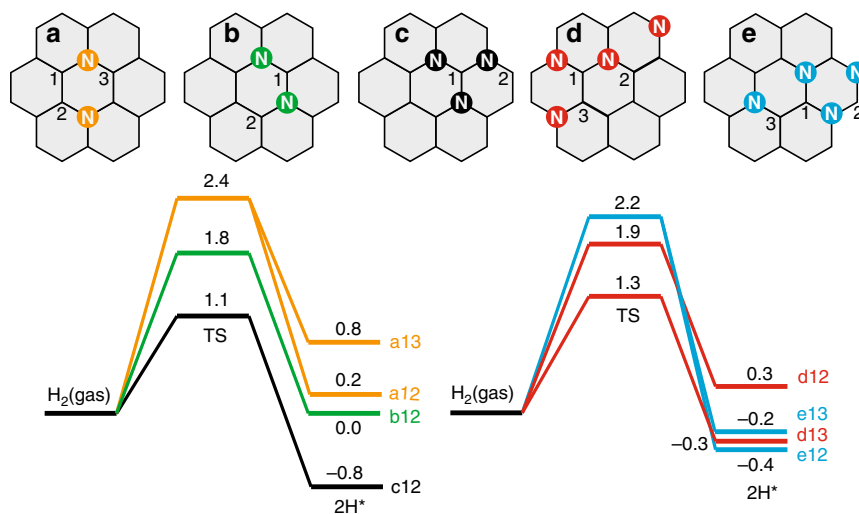 a b c d e
N N N N N
1 3 1 1 2 1 2 N
2 N 2 N N N 3 N 3 1 N 2
2.4
1.8
1.1
TS
0.8
a13
H2(gas)
0.2
a12
b12
0.0
–0.8
c12
2H*
2.2
1.9
1.3
TS
H2(gas)
0.3
d12
e13
–0.2
–0.3
d13
e12
–0.4
2H*